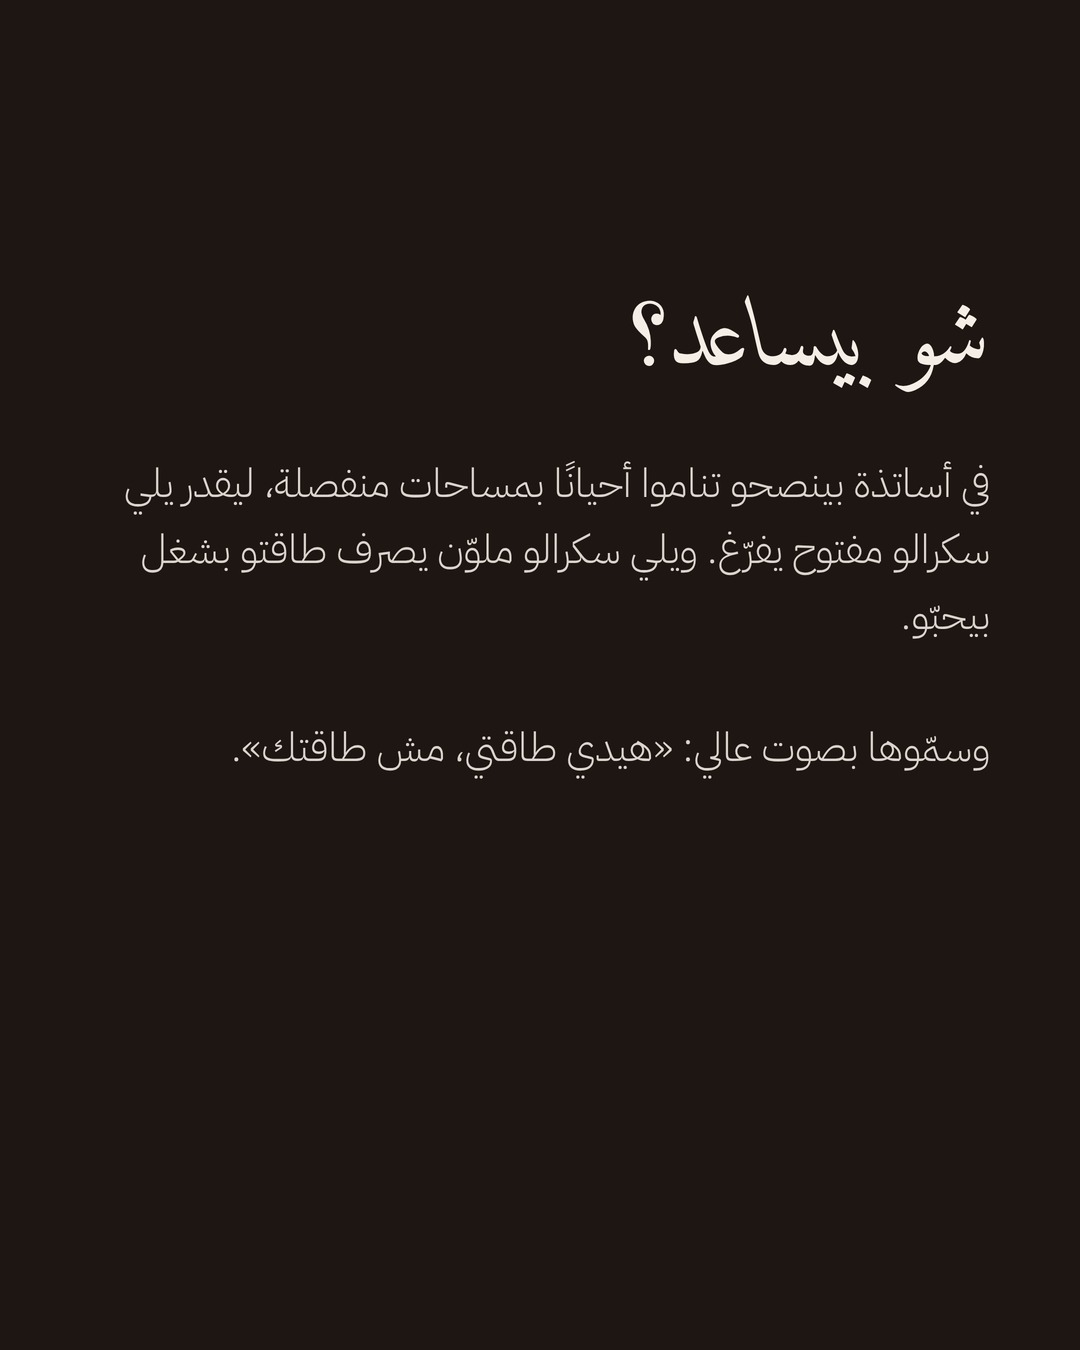 شو بيساعد؟
في أساتذة بينصحو تناموا أحيانًا بمساحات منفصلة، ليقدر يلي
سكرالو مفتوح يفرّغ. ويلي سكرالو ملوّن يصرف طاقتو بشغل
بيحبّو.
وسمّوها بصوت عالي: «هيدي طاقتي، مش طاقتك».